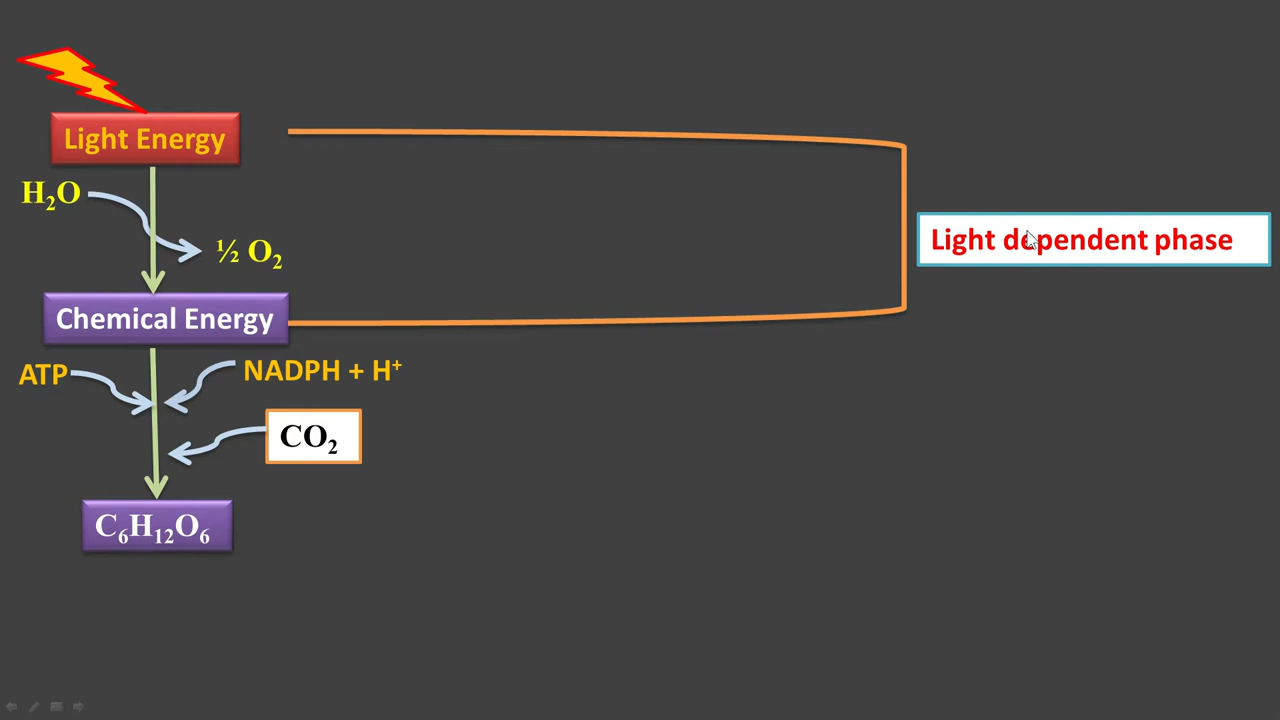 Light Energy
H₂O
½ O₂
Light dependent phase
Chemical Energy
ATP
NADPH + H⁺
CO₂
C₆H₁₂O₆